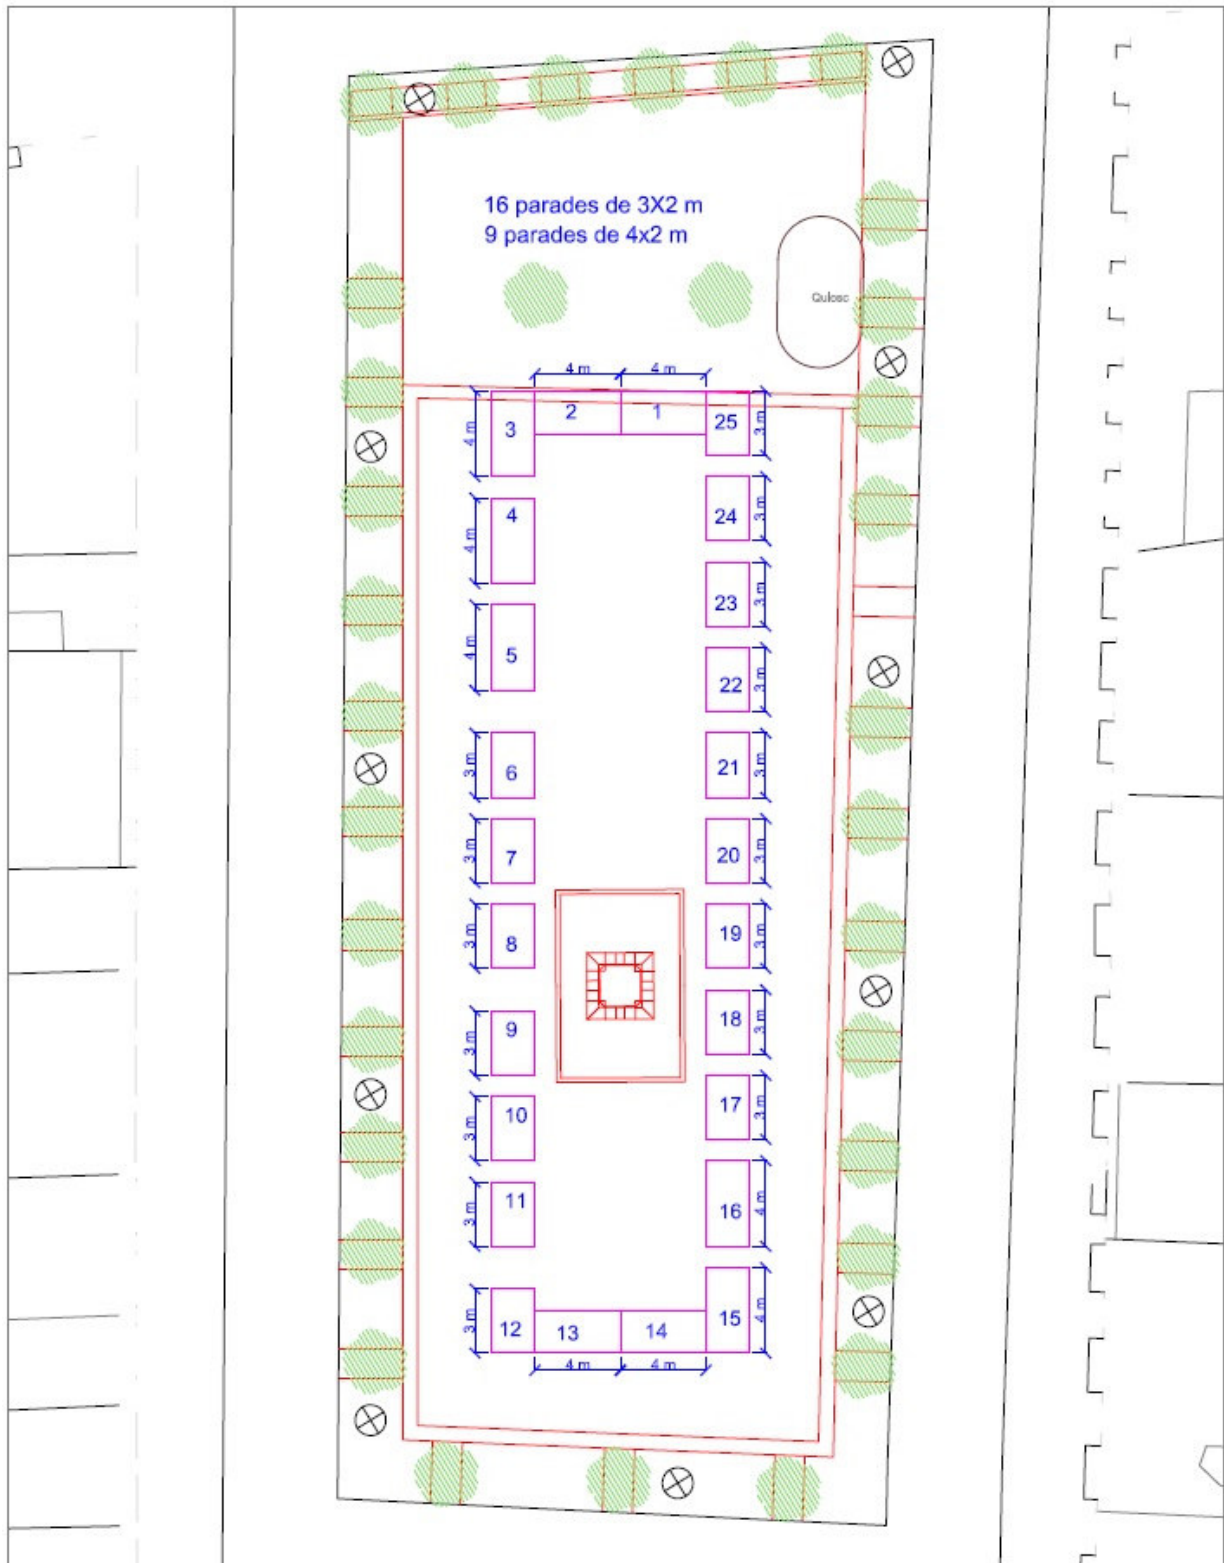 16 parades de 3X2 m
9 parades de 4x2 m
Quiosc
4 m 4 m
3 2 1 25
4 m 3 m
4 24
4 m 3 m
5 23
4 m 3 m
22
3 m
6 21
3 m 3 m
7 20
3 m 3 m
8 19
3 m 3 m
9 18
3 m 3 m
10 17
3 m 3 m
11 16
3 m 4 m
12 13 14 15
3 m 4 m
4 m 4 m